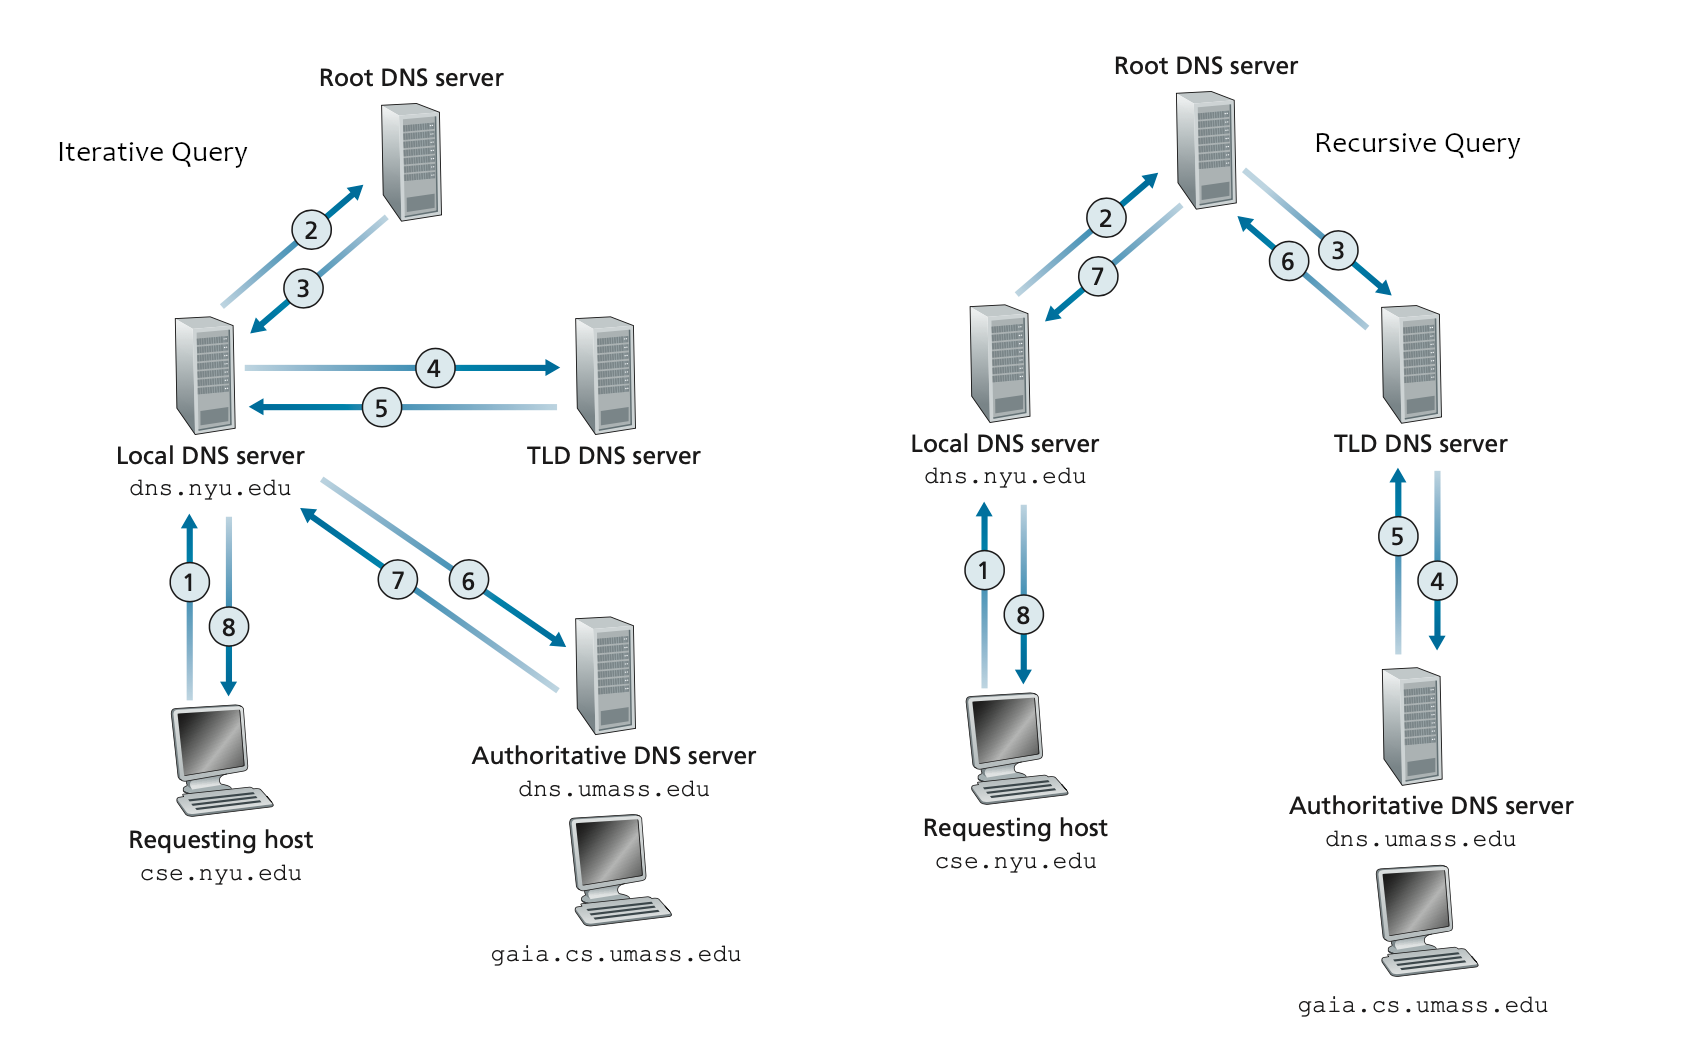 Root DNS server
Iterative Query
2
3
4
5
Local DNS server
dns.nyu.edu
TLD DNS server
1
8
7
6
Authoritative DNS server
dns.umass.edu
Requesting host
cse.nyu.edu
gaia.cs.umass.edu
Root DNS server
Recursive Query
2
7
3
6
Local DNS server
dns.nyu.edu
TLD DNS server
1
8
5
4
Requesting host
cse.nyu.edu
Authoritative DNS server
dns.umass.edu
gaia.cs.umass.edu